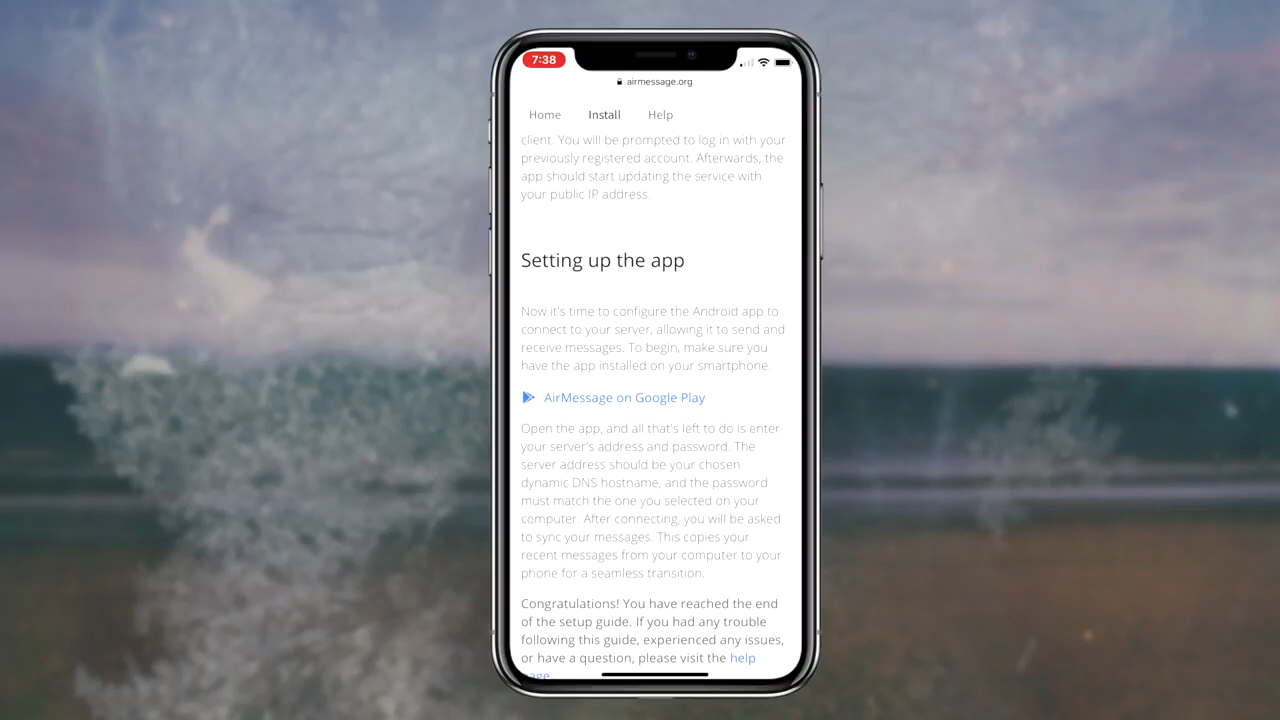 7:38
airmessage.org
Home Install Help
client. You will be prompted to log in with your
previously registered account. Afterwards, the
app should start updating the service with
your public IP address.
Setting up the app
Now it's time to configure the Android app to
connect to your server, allowing it to send and
receive messages. To begin, make sure you
have the app installed on your smartphone.
AirMessage on Google Play
Open the app, and all that's left to do is enter
your server's address and password. The
server address should be your chosen
dynamic DNS hostname, and the password
must match the one you selected on your
computer. After connecting, you will be asked
to sync your messages. This copies your
recent messages from your computer to your
phone for a seamless transition.
Congratulations! You have reached the end
of the setup guide. If you had any trouble
following this guide, experienced any issues,
or have a question, please visit the help
page.